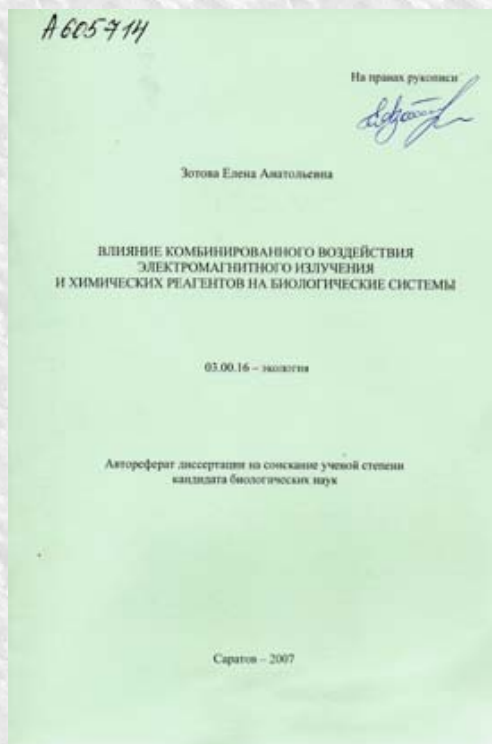 А605714
На правах рукописи
Зотова Елена Анатольевна
ВЛИЯНИЕ КОМБИНИРОВАННОГО ВОЗДЕЙСТВИЯ
ЭЛЕКТРОМАГНИТНОГО ИЗЛУЧЕНИЯ
И ХИМИЧЕСКИХ РЕАГЕНТОВ НА БИОЛОГИЧЕСКИЕ СИСТЕМЫ
03.00.16 – экология
Автореферат диссертации на соискание ученой степени
кандидата биологических наук
Саратов – 2007